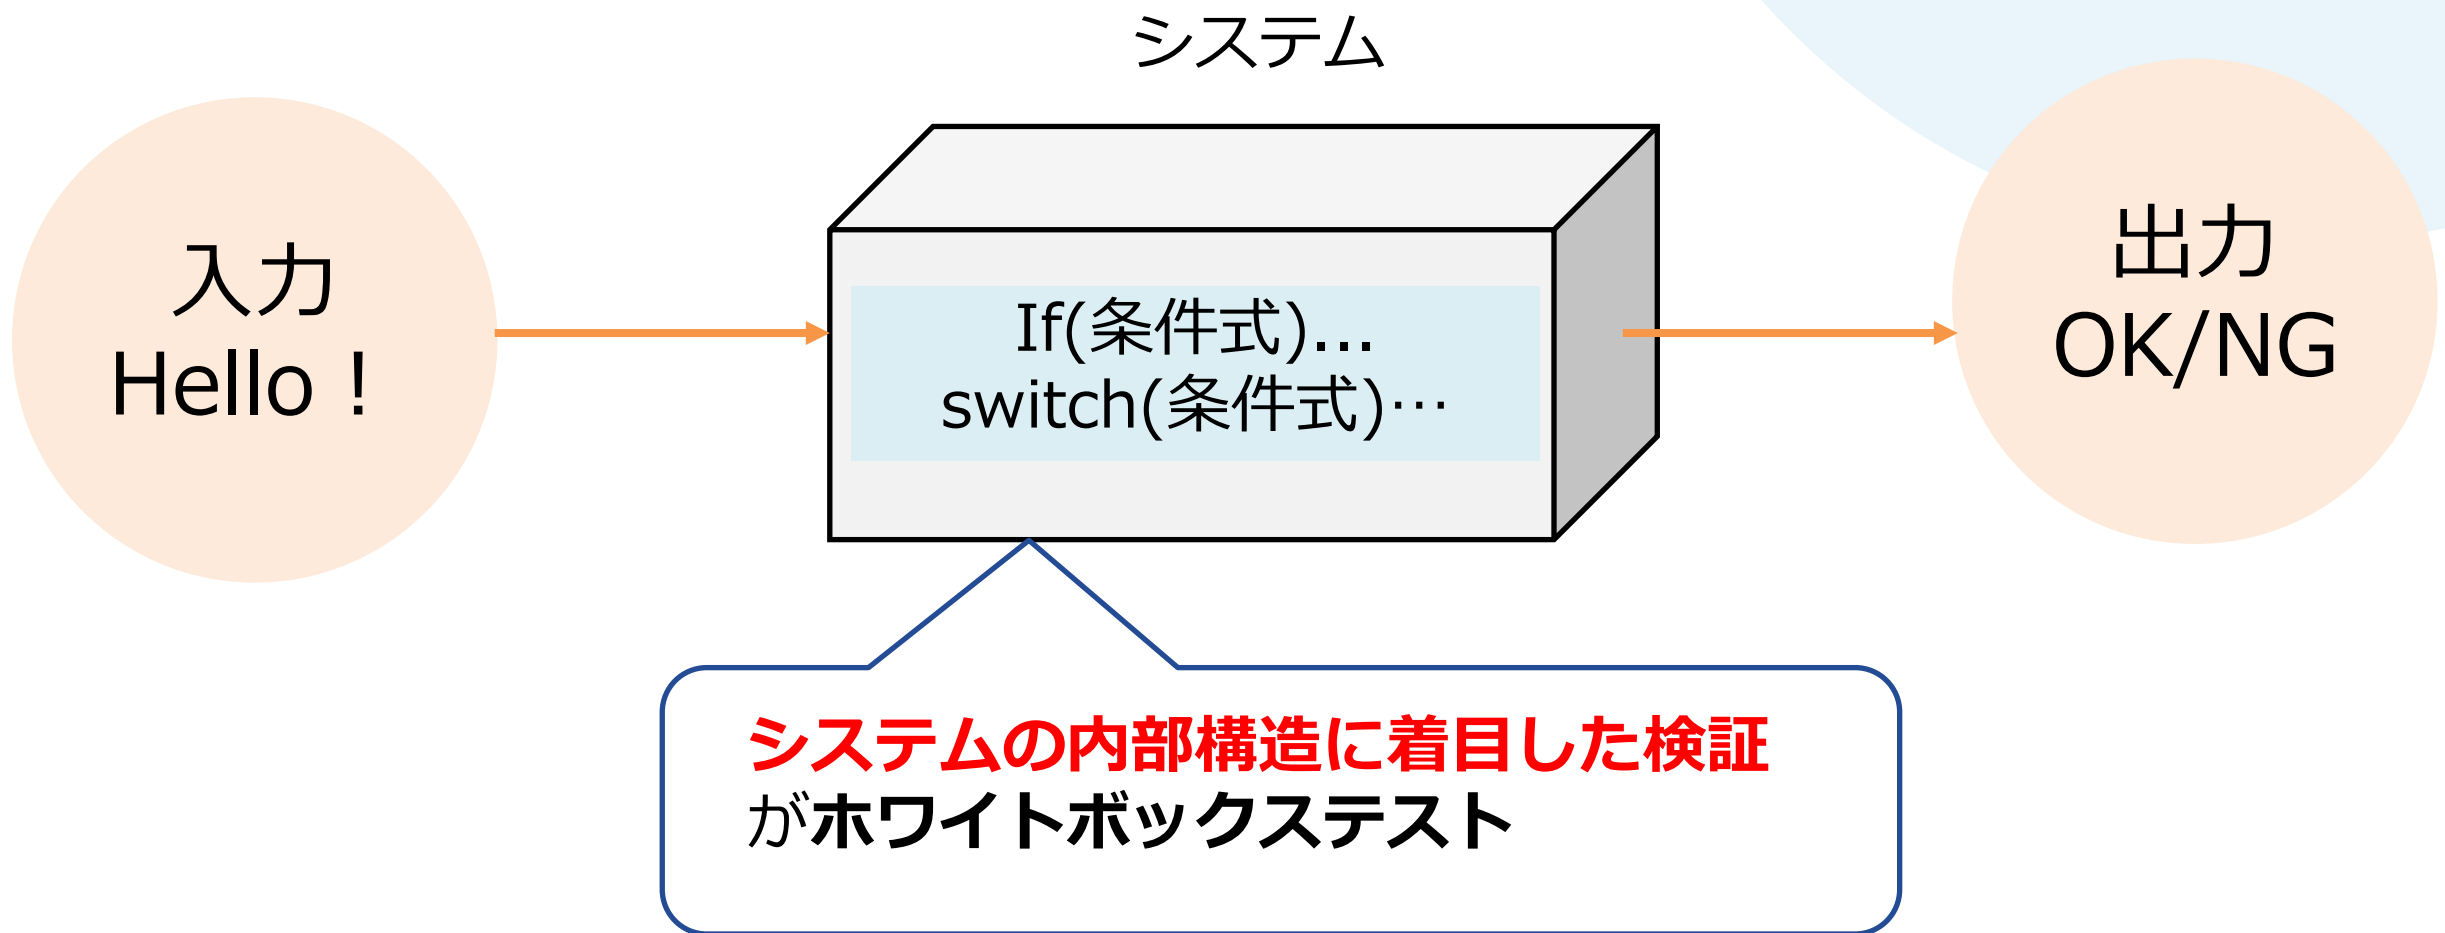 システム
入力
Hello！
If(条件式)...
switch(条件式)…
出力
OK/NG
システムの内部構造に着目した検証
がホワイトボックステスト